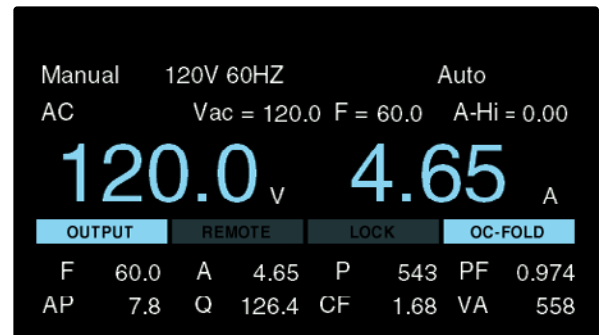 Manual 120V 60HZ Auto
AC Vac = 120.0 F = 60.0 A-Hi = 0.00
120.0 V 4.65 A
OUTPUT REMOTE LOCK OC-FOLD
F 60.0 A 4.65 P 543 PF 0.974
AP 7.8 Q 126.4 CF 1.68 VA 558